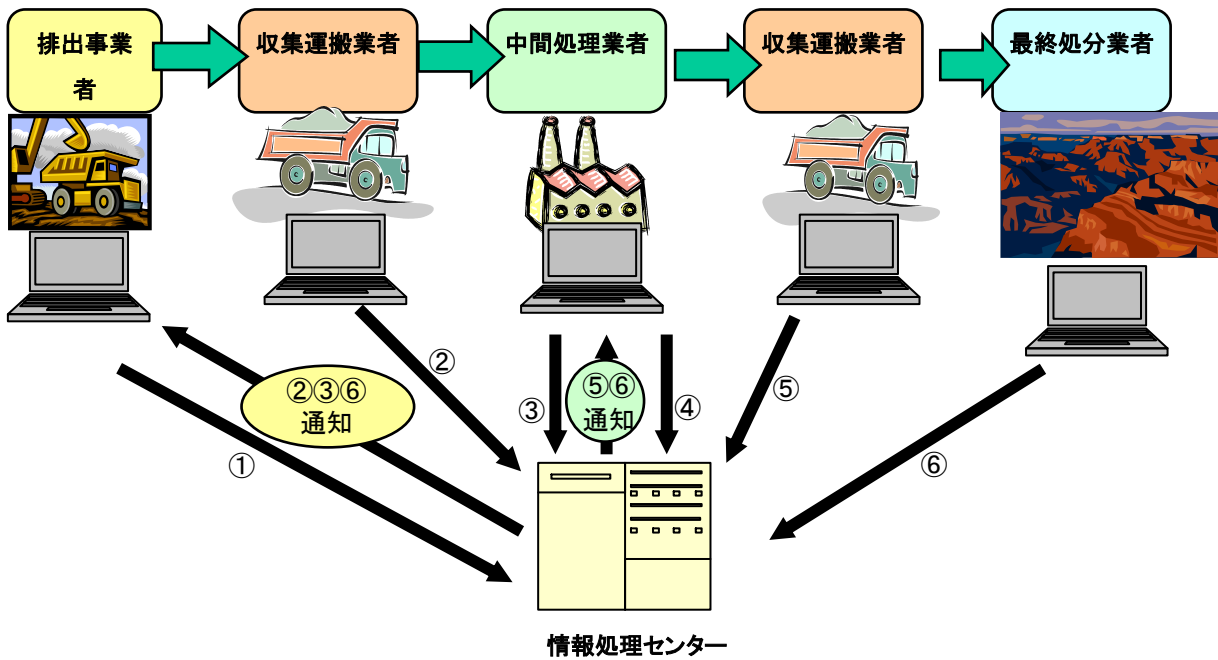 排出事業
者
収集運搬業者
中間処理業者
収集運搬業者
最終処分業者
②
②③⑥
通知
①
③
⑤⑥
通知
④
⑤
⑥
情報処理センター